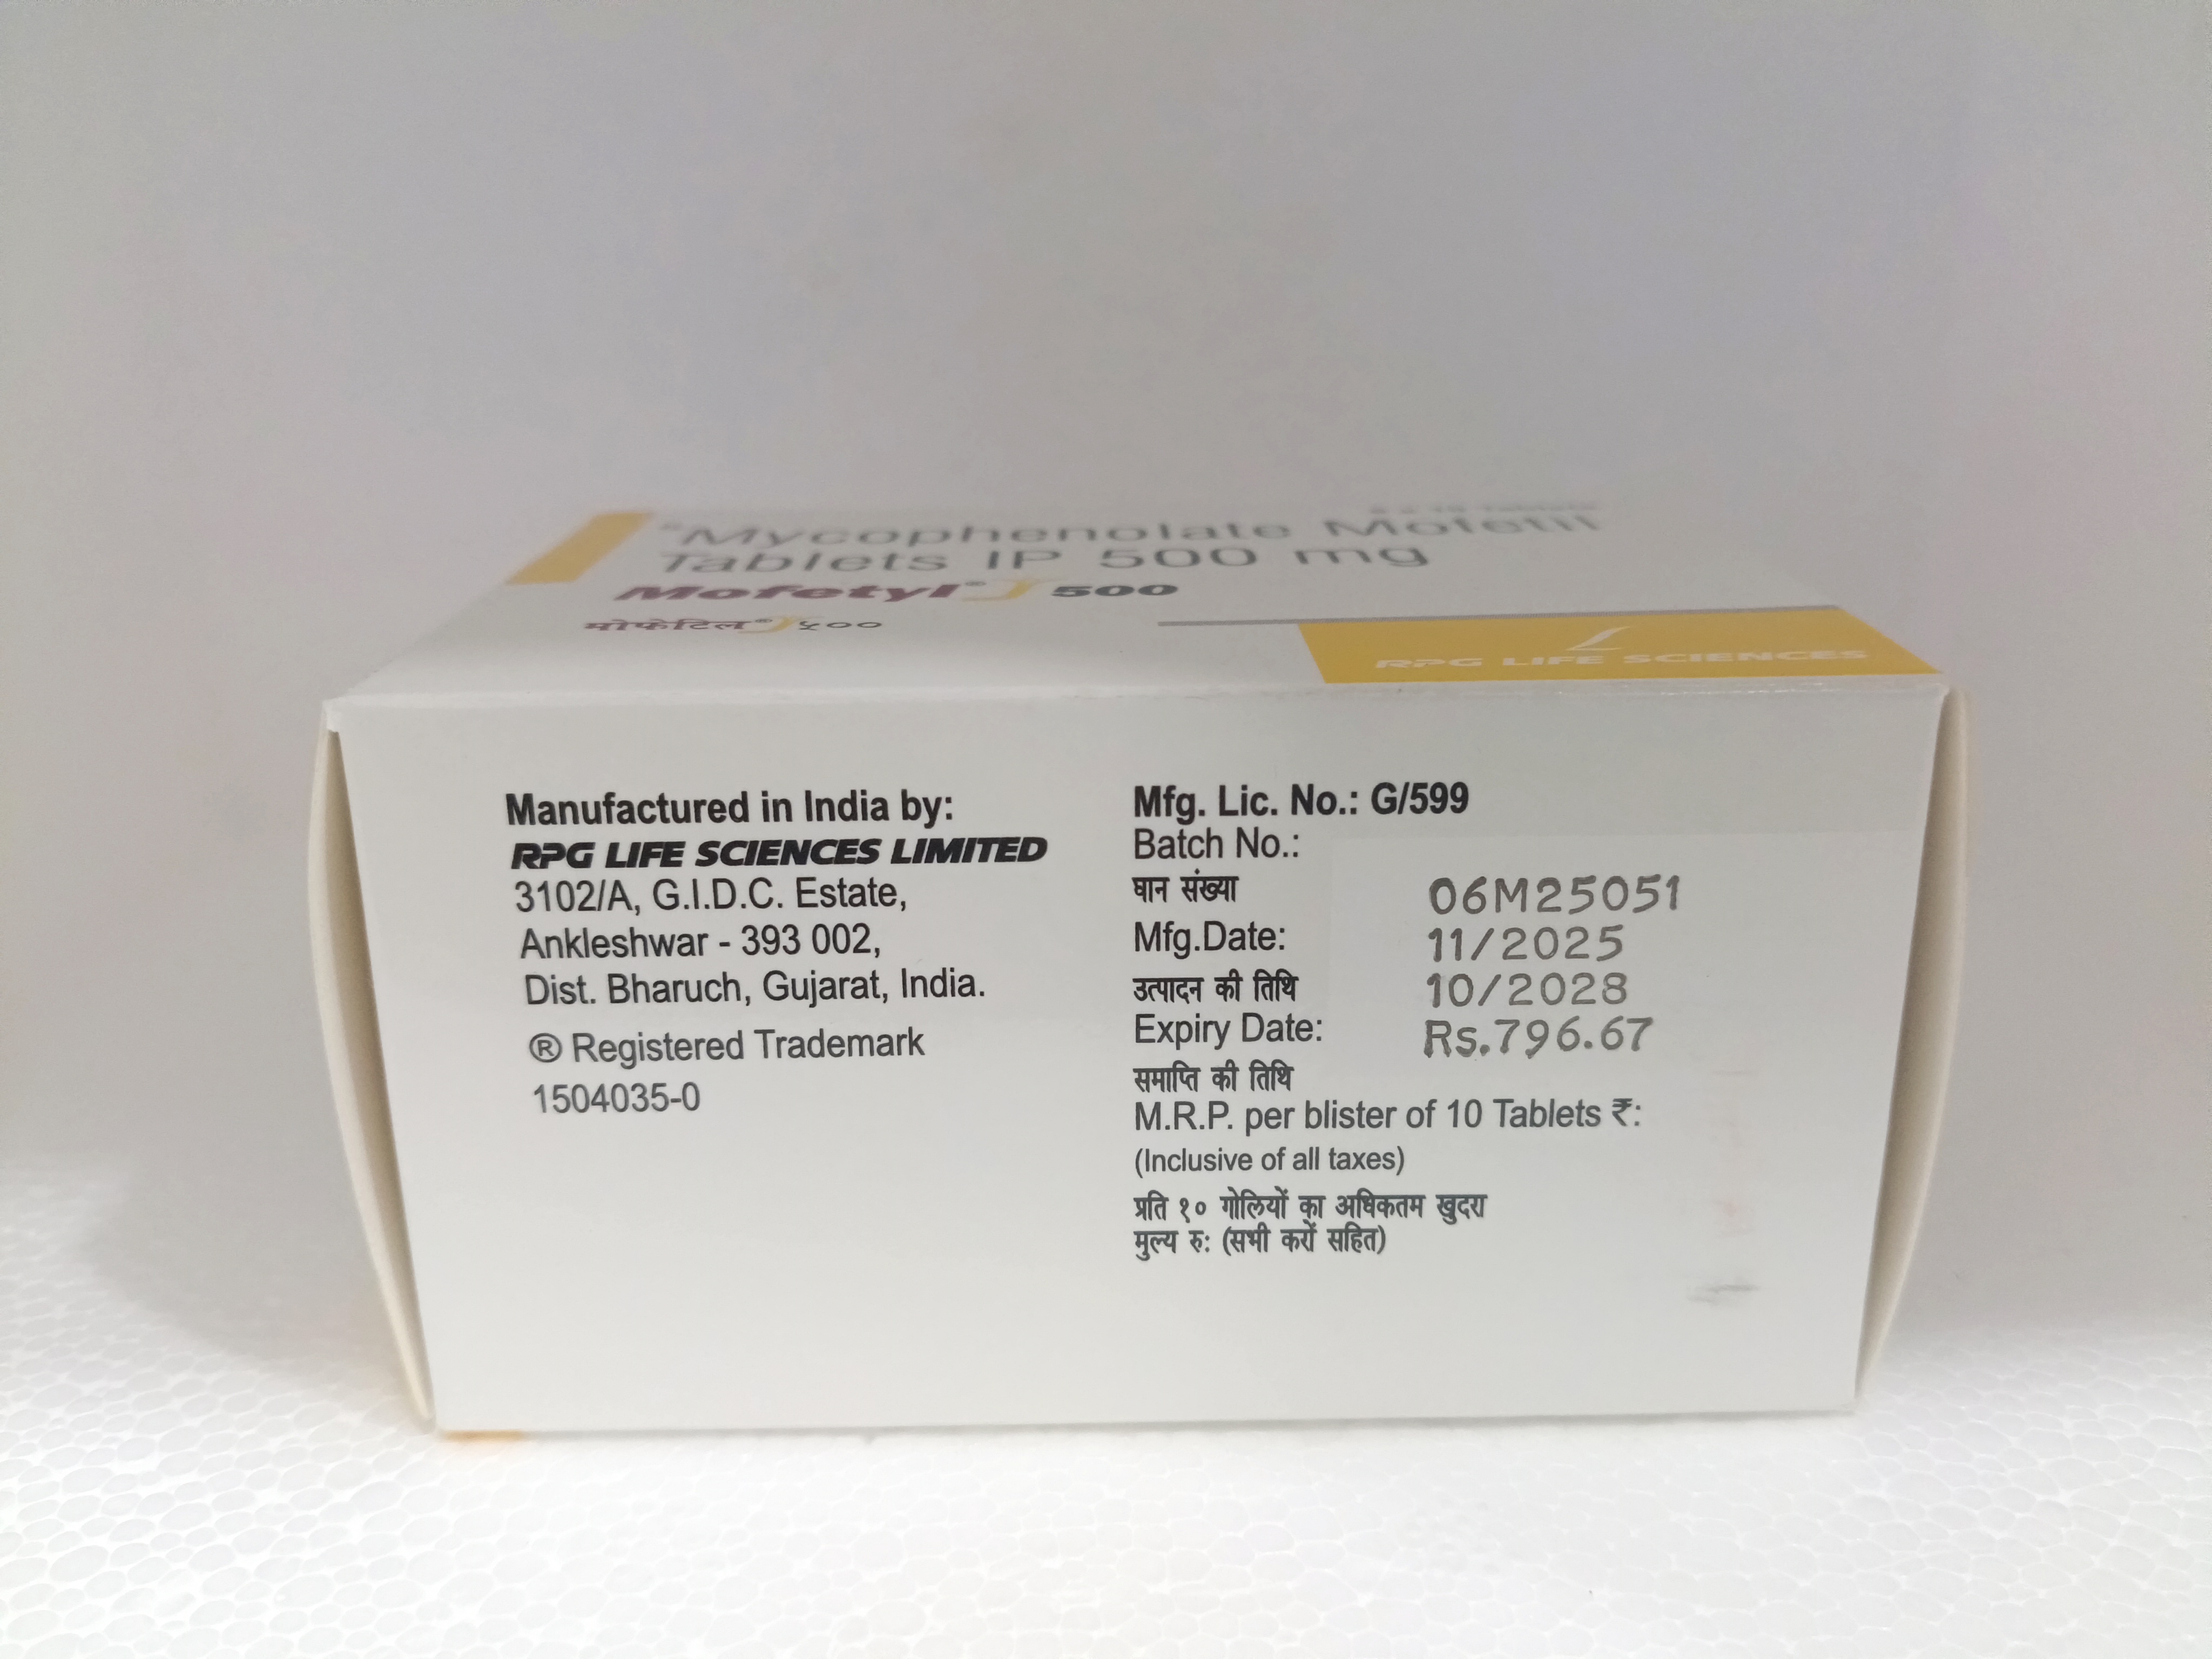 "Mycophenolate Mofetil
Tablets IP 500 mg
Mofetyl® 500
मोफेटिल® ५००
RPG LIFE SCIENCES
Manufactured in India by:
RPG LIFE SCIENCES LIMITED
3102/A, G.I.D.C. Estate,
Ankleshwar - 393 002,
Dist. Bharuch, Gujarat, India.
® Registered Trademark
1504035-0
Mfg. Lic. No.: G/599
Batch No.:
घान संख्या 06M25051
Mfg.Date: 11/2025
उत्पादन की तिथि 10/2028
Expiry Date: Rs.796.67
समाप्ति की तिथि
M.R.P. per blister of 10 Tablets ₹:
(Inclusive of all taxes)
प्रति १० गोलियों का अधिकतम खुदरा
मुल्य रु: (सभी करों सहित)